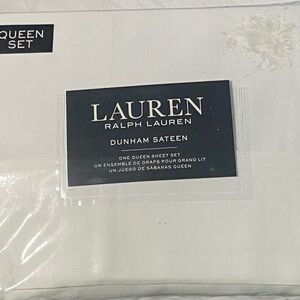 QUEEN
SET
LAUREN
RALPH LAUREN
DUNHAM SATEEN
ONE QUEEN SHEET SET
UN ENSEMBLE DE DRAPS POUR GRAND LIT
UN JUEGO DE SÁBANAS QUEEN